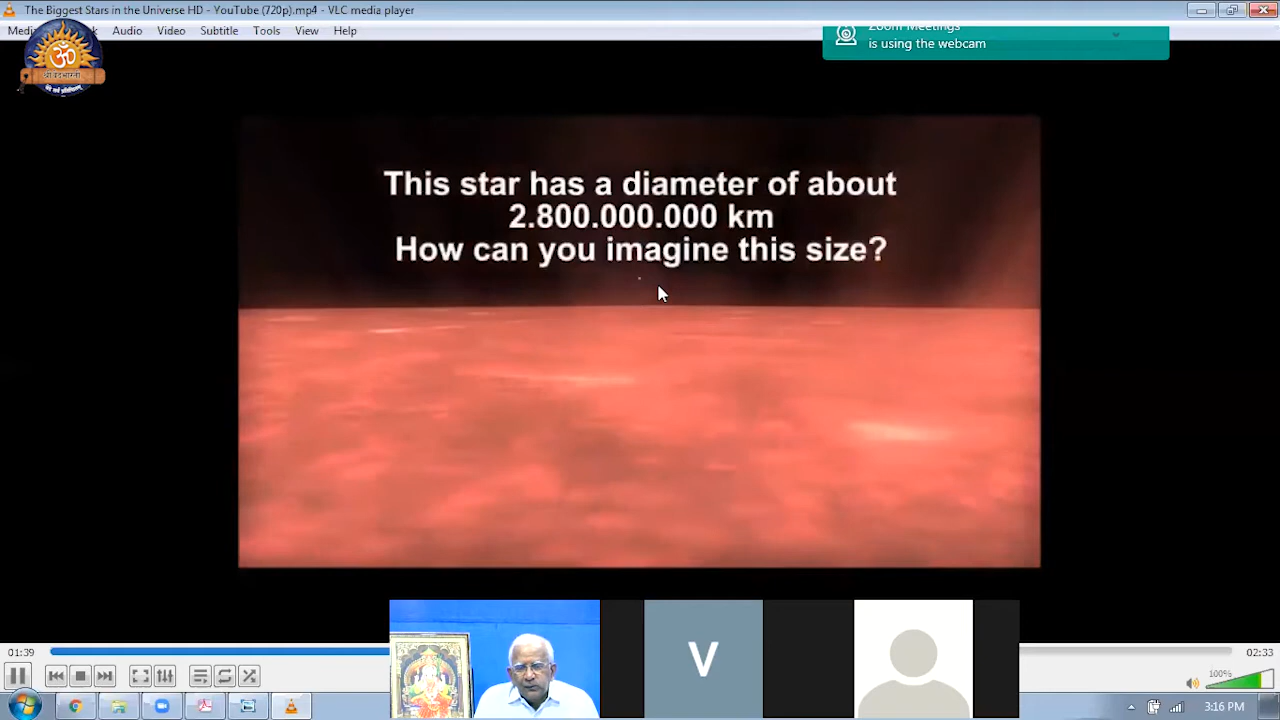 The Biggest Stars in the Universe HD - YouTube (720p).mp4 - VLC media player
Audio Video Subtitle Tools View Help
Zoom Meetings
is using the webcam
ॐ
This star has a diameter of about
2.800.000.000 km
How can you imagine this size?
V
01:39
02:33
100%
3:16 PM